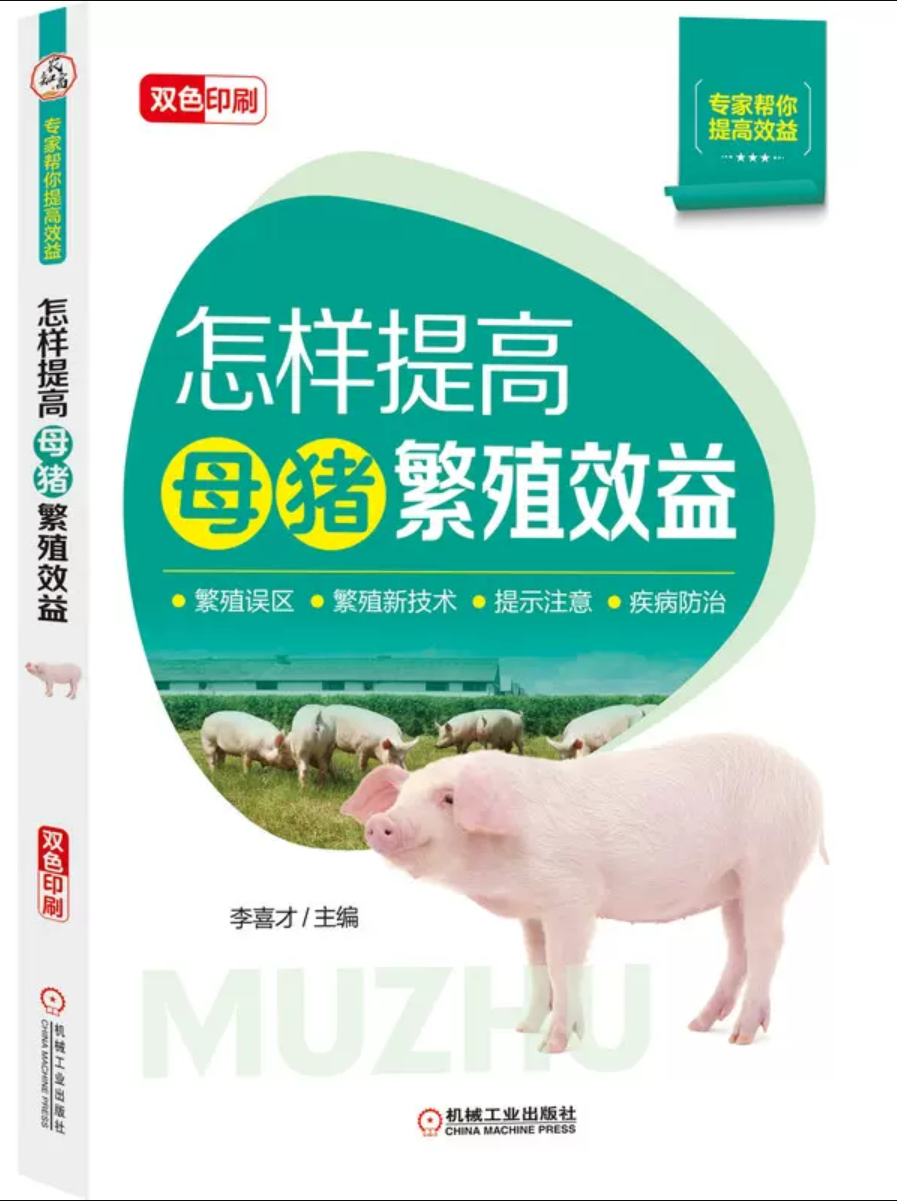 农知富
专家帮你提高效益
怎样提高母猪繁殖效益
双色印刷
机械工业出版社
CHINA MACHINE PRESS
双色印刷
专家帮你
提高效益
怎样提高
母猪繁殖效益
• 繁殖误区 • 繁殖新技术 • 提示注意 • 疾病防治
李喜才 / 主编
MUZHU
机械工业出版社
CHINA MACHINE PRESS